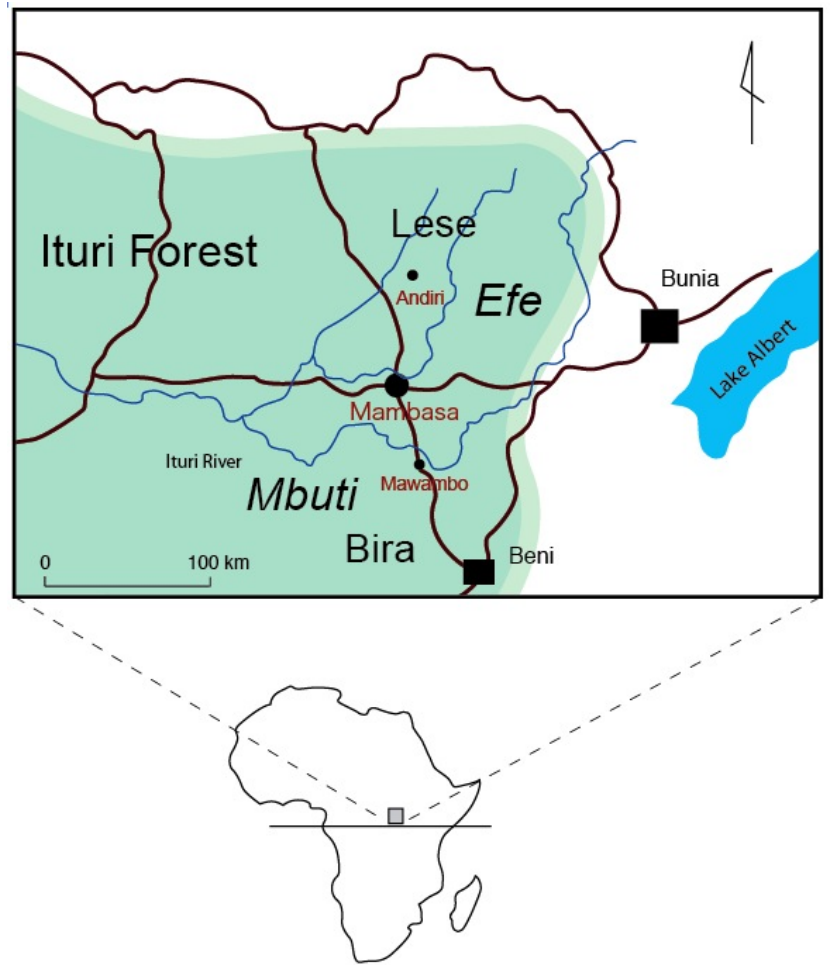 Lese
Ituri Forest
Bunia
Andiri
Efe
Lake Albert
Mambasa
Ituri River
Mbuti
Mawambo
Bira
Beni
0 100 km